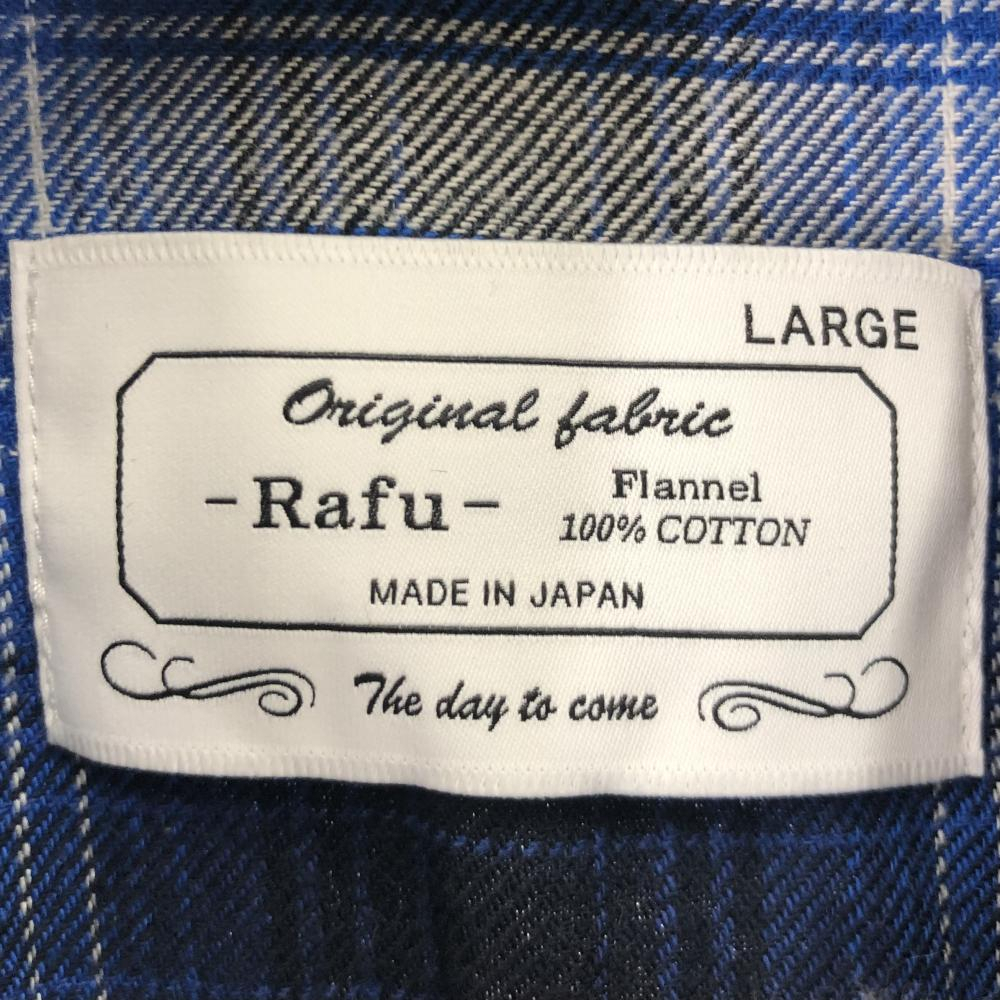 LARGE
Original fabric
-Rafu-
Flannel
100% COTTON
MADE IN JAPAN
The day to come